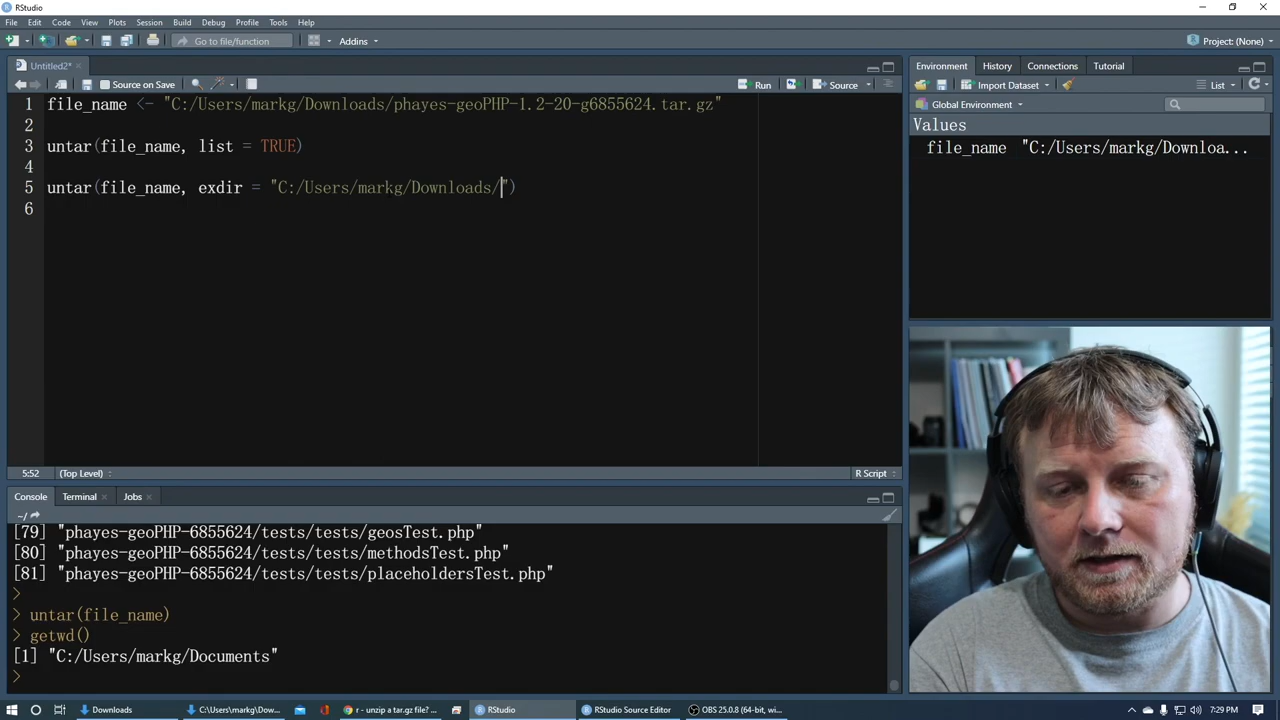 RStudio
File Edit Code View Plots Session Build Debug Profile Tools Help
Go to file/function Addins Project: (None)
Untitled2*
Source on Save Run Source
1 file_name <- "C:/Users/markg/Downloads/phayes-geoPHP-1.2-20-g6855624.tar.gz"
2
3 untar(file_name, list = TRUE)
4
5 untar(file_name, exdir = "C:/Users/markg/Downloads/")
6
5:52 (Top Level) R Script
Console Terminal Jobs
~/
[79] "phayes-geoPHP-6855624/tests/tests/geosTest.php"
[80] "phayes-geoPHP-6855624/tests/tests/methodsTest.php"
[81] "phayes-geoPHP-6855624/tests/tests/placeholdersTest.php"
>
> untar(file_name)
> getwd()
[1] "C:/Users/markg/Documents"
>
Environment History Connections Tutorial
Import Dataset List
Global Environment
Values
file_name "C:/Users/markg/Downloa...
Downloads C:\Users\markg\Dow... r - unzip a tar.gz file? ... RStudio RStudio Source Editor OBS 25.0.8 (64-bit, wi... 7:29 PM